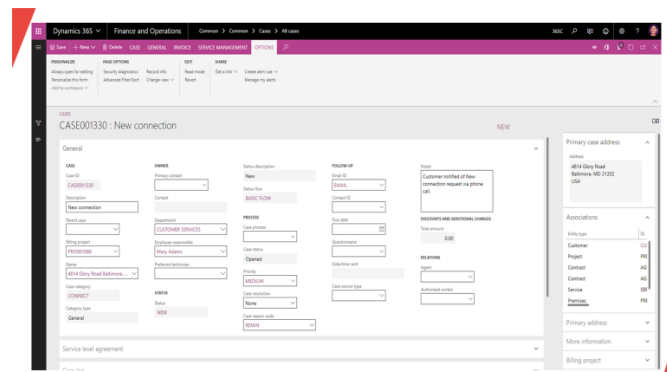 Dynamics 365
Finance and Operations
Common > Common > Cases > All cases
Save
New
Delete
CASE
GENERAL
INVOICE
SERVICE MANAGEMENT
OPTIONS
PERSONALIZE
Always open for editing
Personalize this form
Add to workspace
PAGE OPTIONS
Security diagnostics
Advanced Filter/Sort
Record info
Change view
EDIT
Read mode
Revert
SHARE
Get a link
Create alert rule
Manage my alerts
CASES
CASE001330 : New connection
NEW
General
CASE
Case ID
CASE001330
Description
New connection
Parent case
Billing project
Name
4814 Glory Road Baltimore, ...
Case category
CONNECT
Category type
General
OWNER
Primary contact
Contact
Department
CUSTOMER SERVICES
Employee responsible
Mary Adams
Preferred technician
STATUS
Status
NEW
Status description
New
Status flow
BASIC FLOW
PROCESS
Case process
Case status
Opened
Priority
MEDIUM
Case resolution
None
Case reason code
FOLLOW-UP
Email ID
EMAIL
Contact ID
Due date
Questionnaire
Date/time sent
Case source type
Notes
Customer notified of New
connection request via phone
call.
DISCOUNTS AND ADDITIONAL CHARGES
Total amount
0.00
RELATIONS
Agent
Authorized worker
Service level agreement
Primary case address
Address
4814 Glory Road
Baltimore, MD 21202
USA
Associations
Entity type
ID
Customer
CU
Project
PRO
Contract
AG
Contract
AG
Service
Premises
Primary address
More information
Billing project